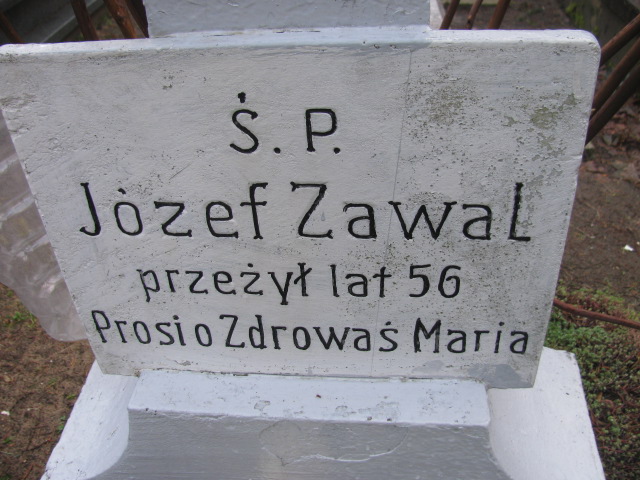 Ś. P.
Józef Zawal
przeżył lat 56
Prosi o Zdrowaś Maria